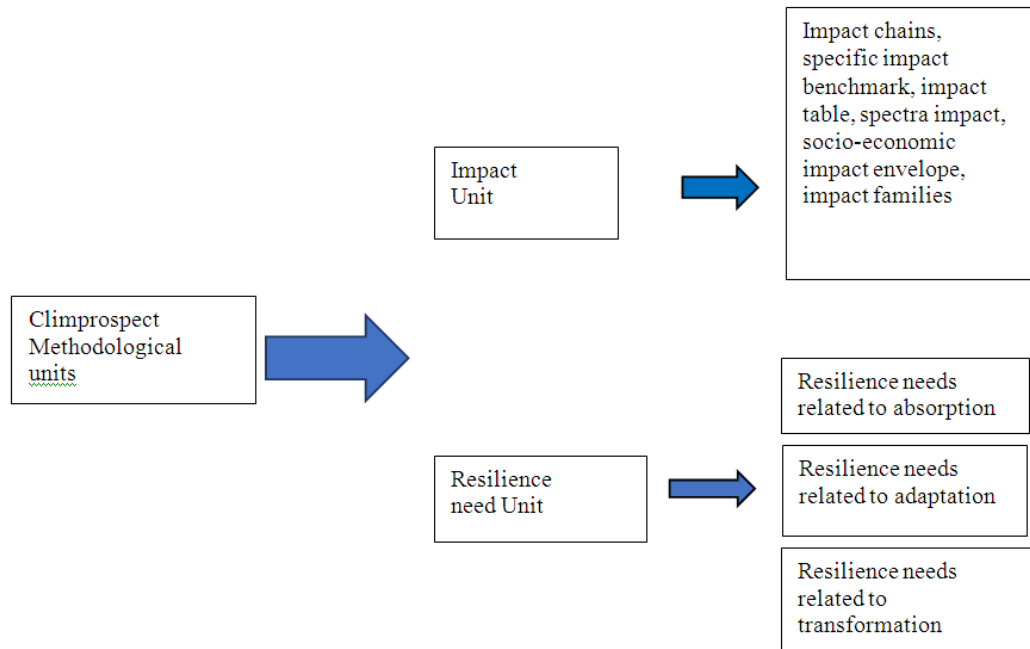 Impact chains,
specific impact
benchmark, impact
table, spectra impact,
socio-economic
impact envelope,
impact families
Impact
Unit
Climprospect
Methodological
units
Resilience needs
related to absorption
Resilience
need Unit
Resilience needs
related to adaptation
Resilience needs
related to
transformation